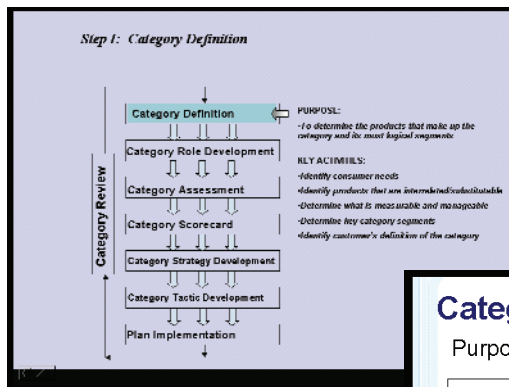 Step 1: Category Definition
Category Definition
Category Role Development
Category Assessment
Category Scorecard
Category Strategy Development
Category Tactic Development
Plan Implementation
Category Review
PURPOSE:
·To determine the products that make up the
category and its most logical segments
KEY ACTIVITIES:
·Identify consumer needs
·Identify products that are interrelated/substitutable
·Determine what is measurable and manageable
·Determine key category segments
·Identify customer's definition of the category
Categ
Purpo